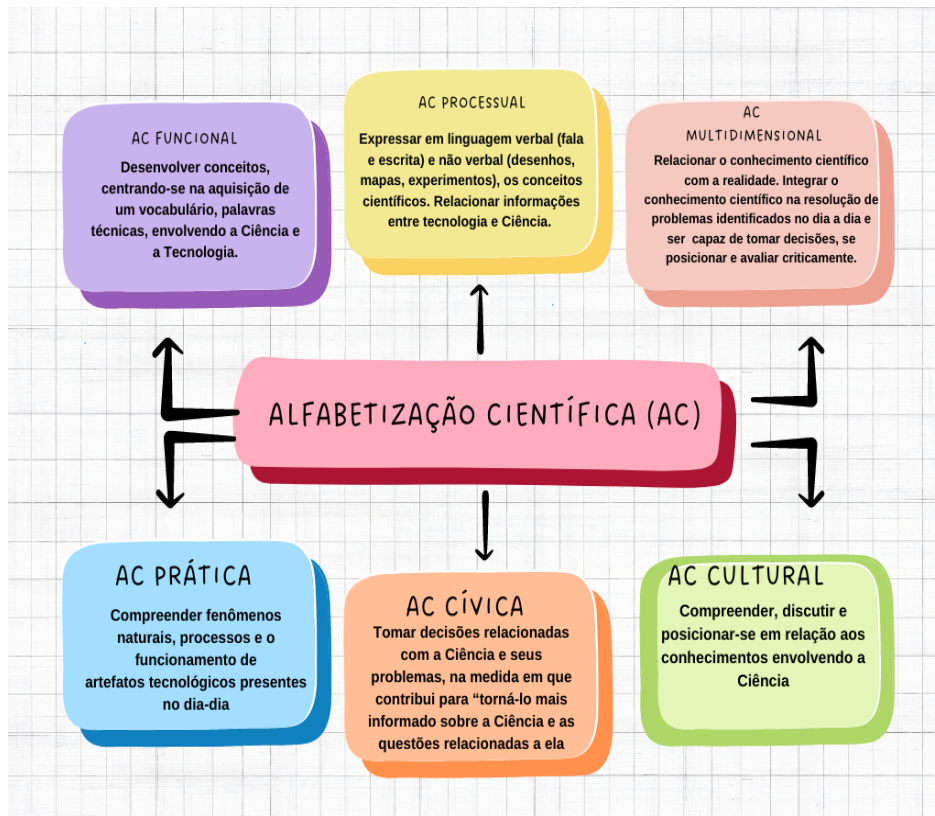 AC FUNCIONAL
Desenvolver conceitos,
centrando-se na aquisição de
um vocabulário, palavras
técnicas, envolvendo a Ciência e
a Tecnologia.
AC PROCESSUAL
Expressar em linguagem verbal (fala
e escrita) e não verbal (desenhos,
mapas, experimentos), os conceitos
científicos. Relacionar informações
entre tecnologia e Ciência.
AC
MULTIDIMENSIONAL
Relacionar o conhecimento científico
com a realidade. Integrar o
conhecimento científico na resolução de
problemas identificados no dia a dia e
ser capaz de tomar decisões, se
posicionar e avaliar criticamente.
ALFABETIZAÇÃO CIENTÍFICA (AC)
AC PRÁTICA
Compreender fenômenos
naturais, processos e o
funcionamento de
artefatos tecnológicos presentes
no dia-dia
AC CÍVICA
Tomar decisões relacionadas
com a Ciência e seus
problemas, na medida em que
contribui para “torná-lo mais
informado sobre a Ciência e as
questões relacionadas a ela
AC CULTURAL
Compreender, discutir e
posicionar-se em relação aos
conhecimentos envolvendo a
Ciência